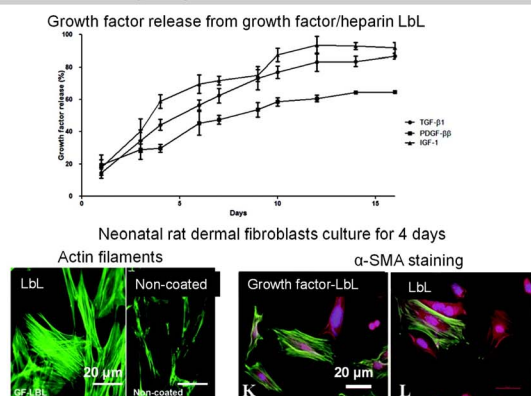 Growth factor release from growth factor/heparin LbL
Growth factor release (%)
100
80
60
40
20
0
0
5
10
15
Days
TGF-β1
PDGF-ββ
IGF-1
Neonatal rat dermal fibroblasts culture for 4 days
Actin filaments
α-SMA staining
LbL
Non-coated
Growth factor-LbL
LbL
20 µm
20 µm
GF-LBL
Non-coated
K
L